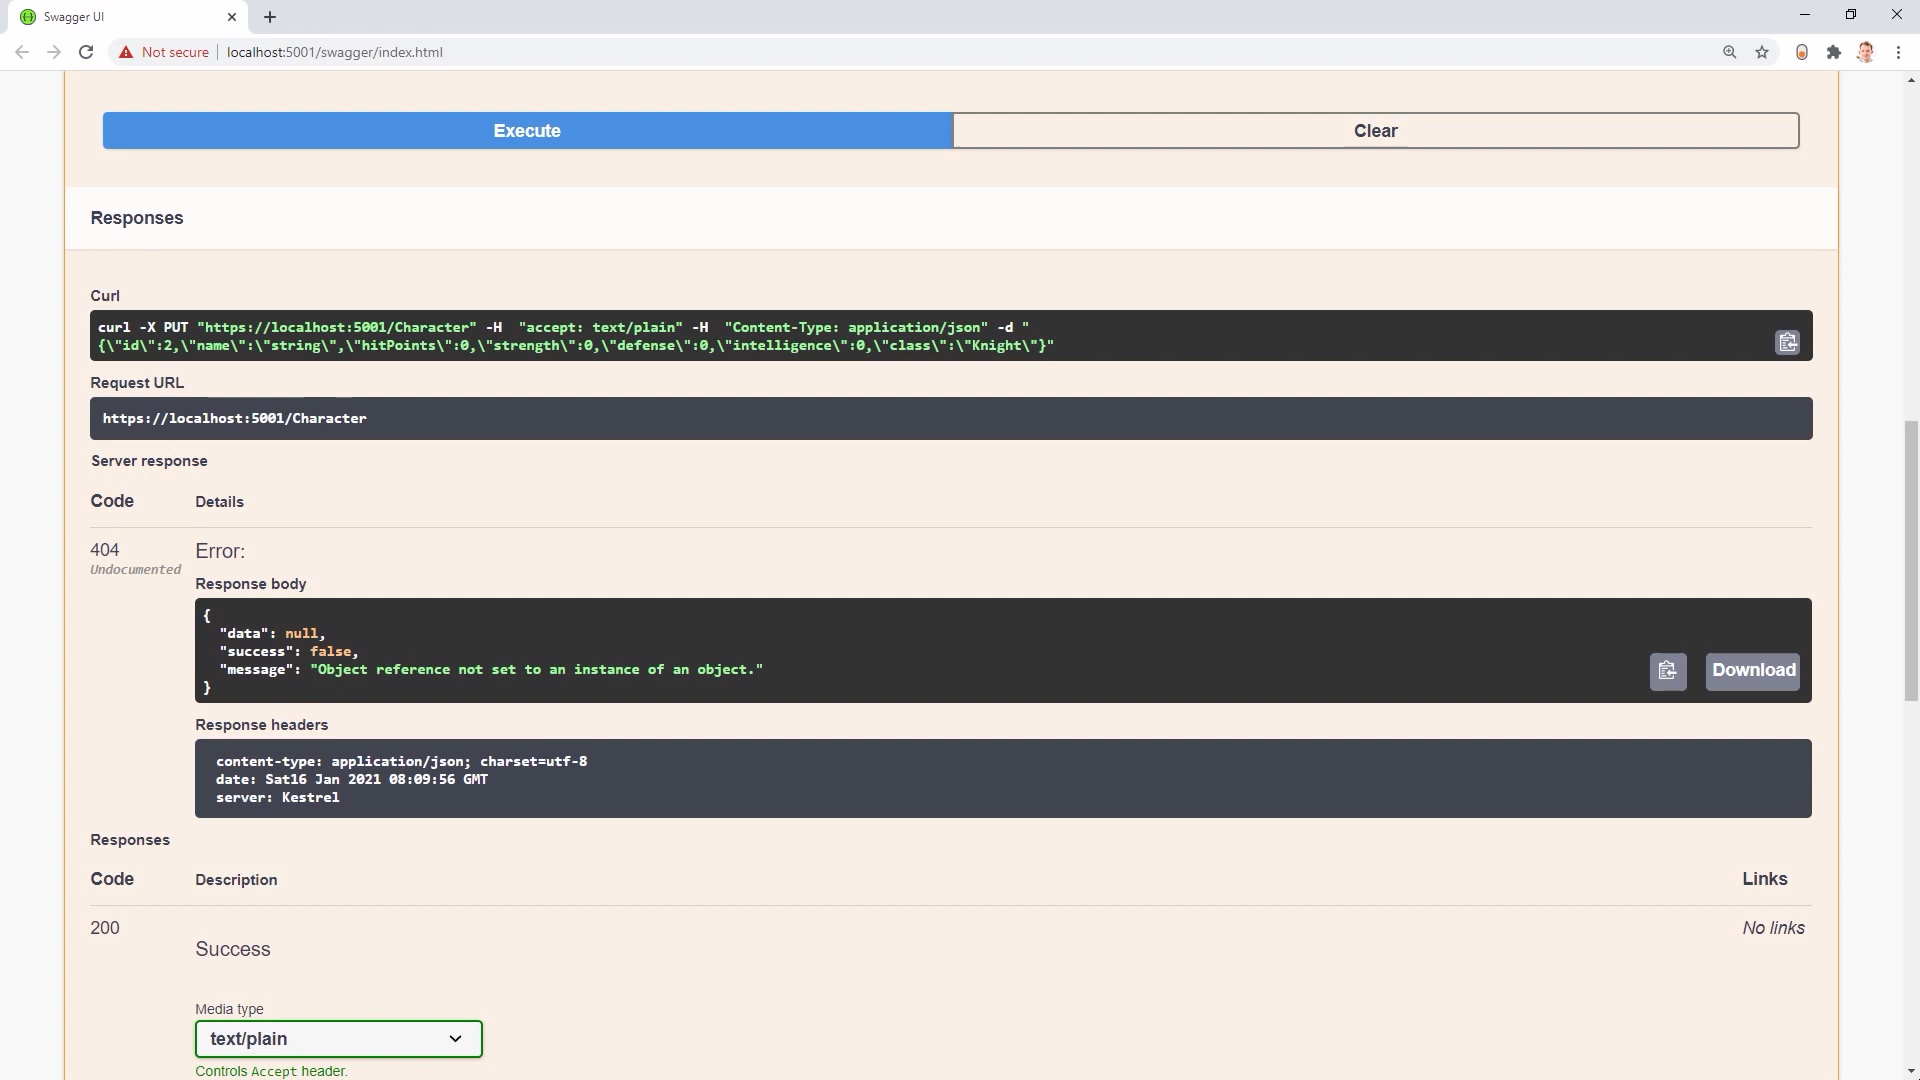 Swagger UI
Not secure
localhost:5001/swagger/index.html
Execute
Clear
Responses
Curl
curl -X PUT "https://localhost:5001/Character" -H  "accept: text/plain" -H  "Content-Type: application/json" -d "
{\"id\":2,\"name\":\"string\",\"hitPoints\":0,\"strength\":0,\"defense\":0,\"intelligence\":0,\"class\":\"Knight\"}"
Request URL
https://localhost:5001/Character
Server response
Code
Details
404
Undocumented
Error:
Response body
{
  "data": null,
  "success": false,
  "message": "Object reference not set to an instance of an object."
}
Download
Response headers
content-type: application/json; charset=utf-8
date: Sat16 Jan 2021 08:09:56 GMT
server: Kestrel
Responses
Code
Description
Links
200
Success
No links
Media type
text/plain
Controls Accept header.